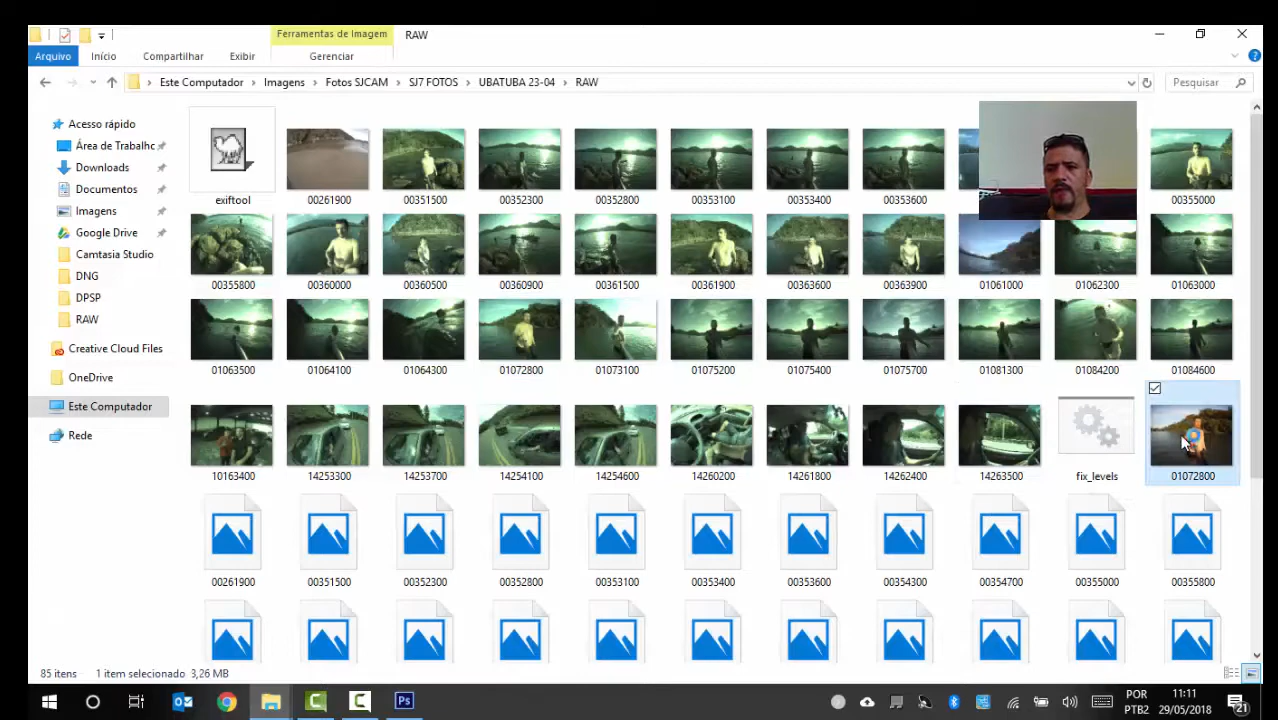 Ferramentas de Imagem RAW
Arquivo Início Compartilhar Exibir Gerenciar
Este Computador Imagens Fotos SJCAM SJ7 FOTOS UBATUBA 23-04 RAW Pesquisar
Acesso rápido
Área de Trabalhc
Downloads
Documentos
Imagens
Google Drive
Camtasia Studio
DNG
DPSP
RAW
Creative Cloud Files
OneDrive
Este Computador
Rede
exiftool 00261900 00351500 00352300 00352800 00353100 00353400 00353600 00355000
00355800 00360000 00360500 00360900 00361500 00361900 00363600 00363900 01061000 01062300 01063000
01063500 01064100 01064300 01072800 01073100 01075200 01075400 01075700 01081300 01084200 01084600
10163400 14253300 14253700 14254100 14254600 14260200 14261800 14262400 14263500 fix_levels 01072800
00261900 00351500 00352300 00352800 00353100 00353400 00353600 00354300 00354700 00355000 00355800
85 itens 1 item selecionado 3,26 MB
Ps
POR 11:11
PTB2 29/05/2018 21